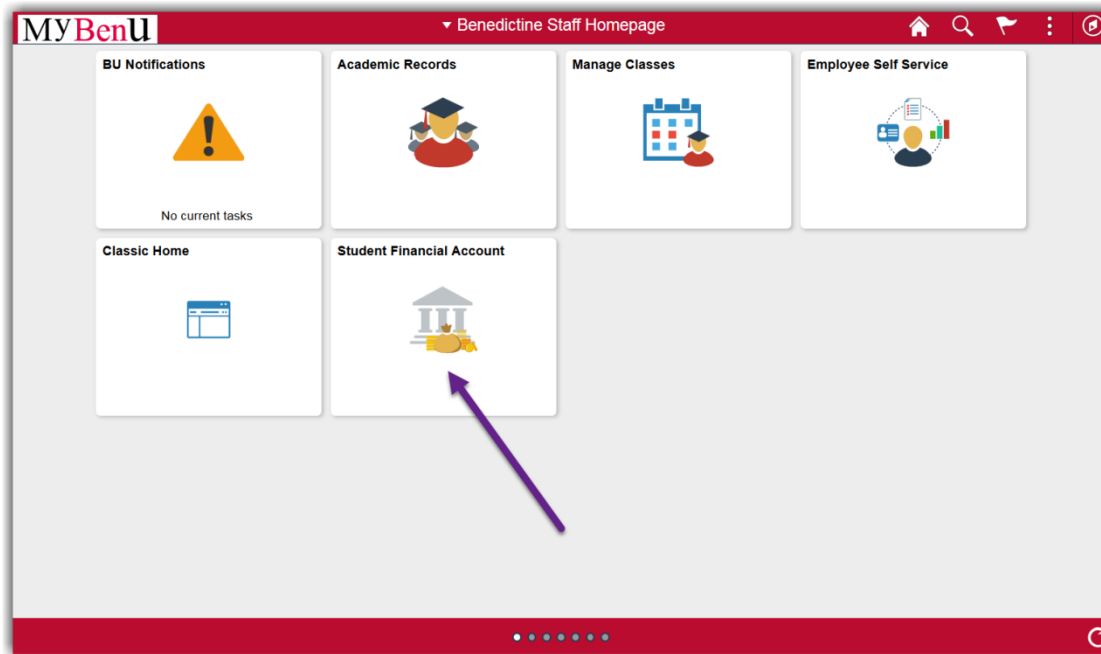 MyBenU
Benedictine Staff Homepage
BU Notifications
Academic Records
Manage Classes
Employee Self Service
No current tasks
Classic Home
Student Financial Account